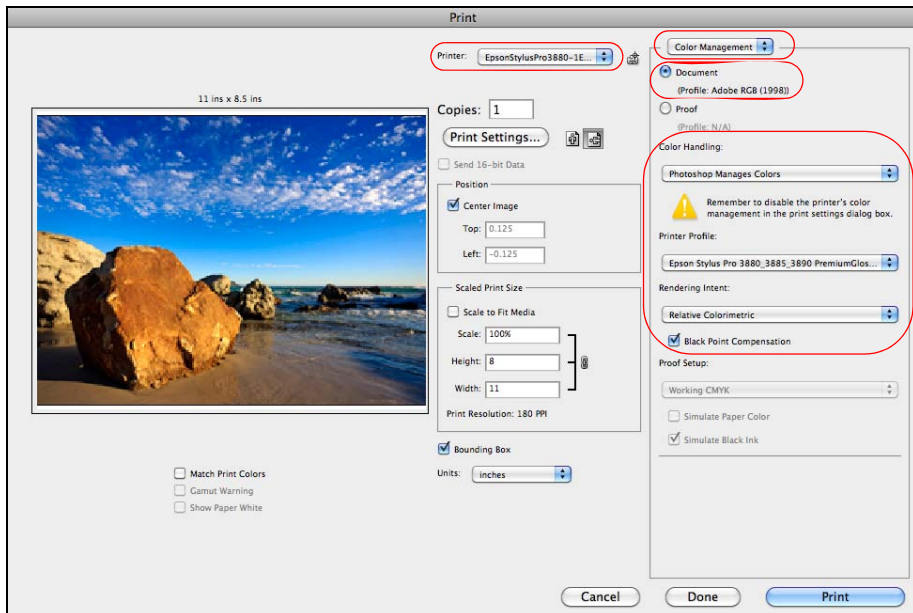 Print
Printer: EpsonStylusPro3880-1E...
11 ins x 8.5 ins
Copies: 1
Print Settings...
Send 16-bit Data
Position
Center Image
Top: 0.125
Left: -0.125
Scaled Print Size
Scale to Fit Media
Scale: 100%
Height: 8
Width: 11
Print Resolution: 180 PPI
Bounding Box
Units: inches
Match Print Colors
Gamut Warning
Show Paper White
Color Management
Document
(Profile: Adobe RGB (1998))
Proof
(Profile: N/A)
Color Handling:
Photoshop Manages Colors
Remember to disable the printer's color
management in the print settings dialog box.
Printer Profile:
Epson Stylus Pro 3880_3885_3890 PremiumGlos...
Rendering Intent:
Relative Colorimetric
Black Point Compensation
Proof Setup:
Working CMYK
Simulate Paper Color
Simulate Black Ink
Cancel
Done
Print